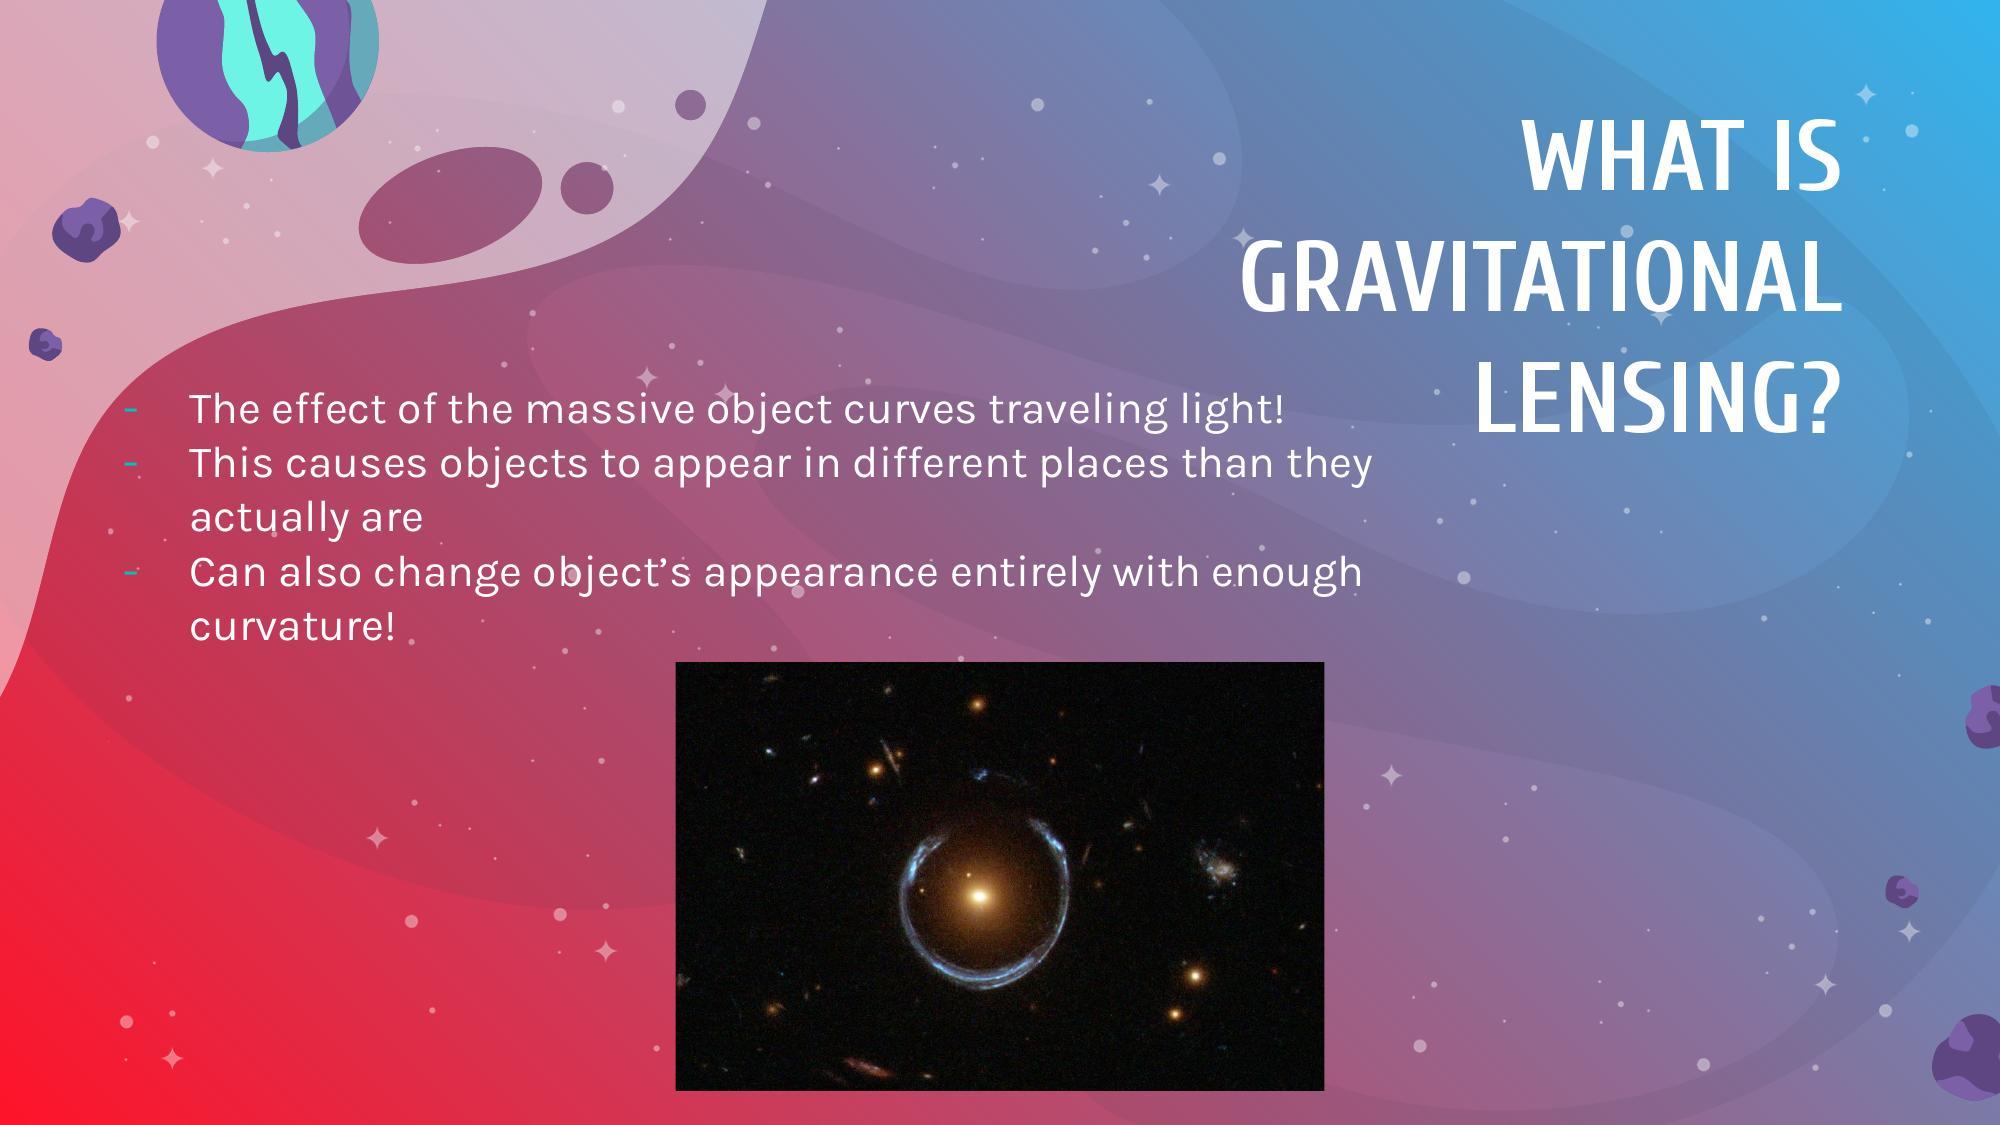 WHAT IS
GRAVITATIONAL
LENSING?
- The effect of the massive object curves traveling light!
- This causes objects to appear in different places than they
actually are
- Can also change object’s appearance entirely with enough
curvature!